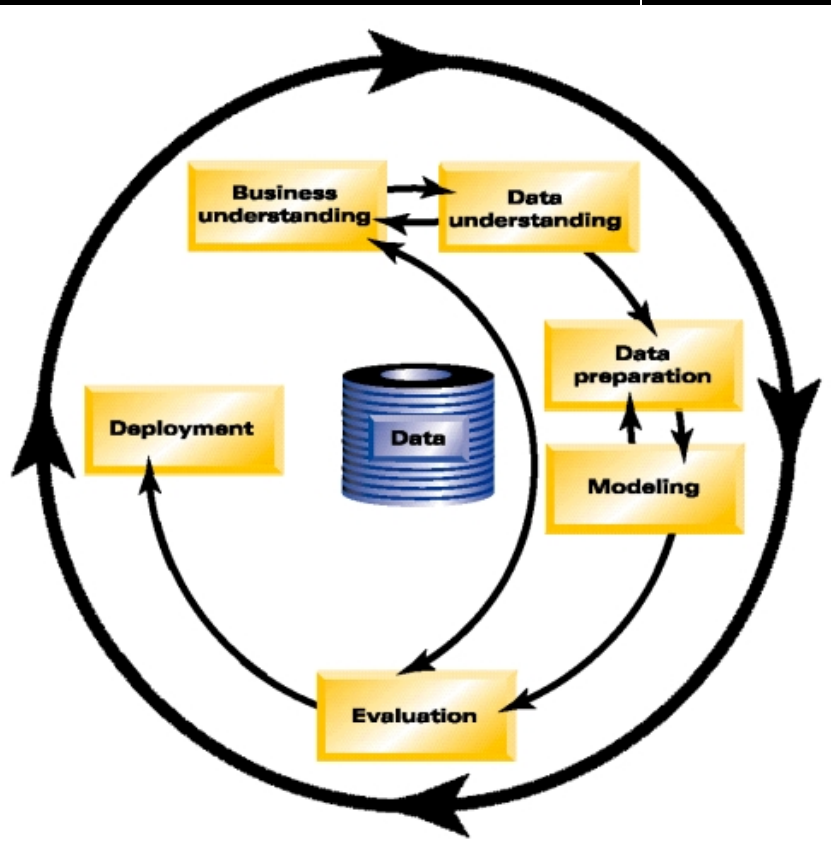 Business
understanding
Data
understanding
Data
preparation
Deployment
Data
Modeling
Evaluation